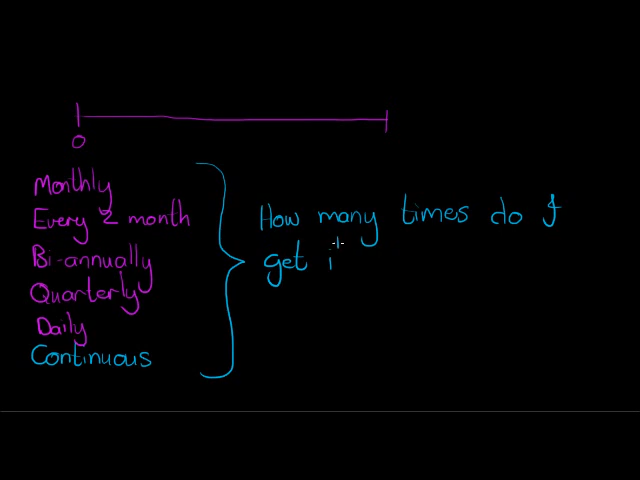 0
Monthly
Every 2 month
Bi-annually
Quarterly
Daily
Continuous
How many times do I
get i